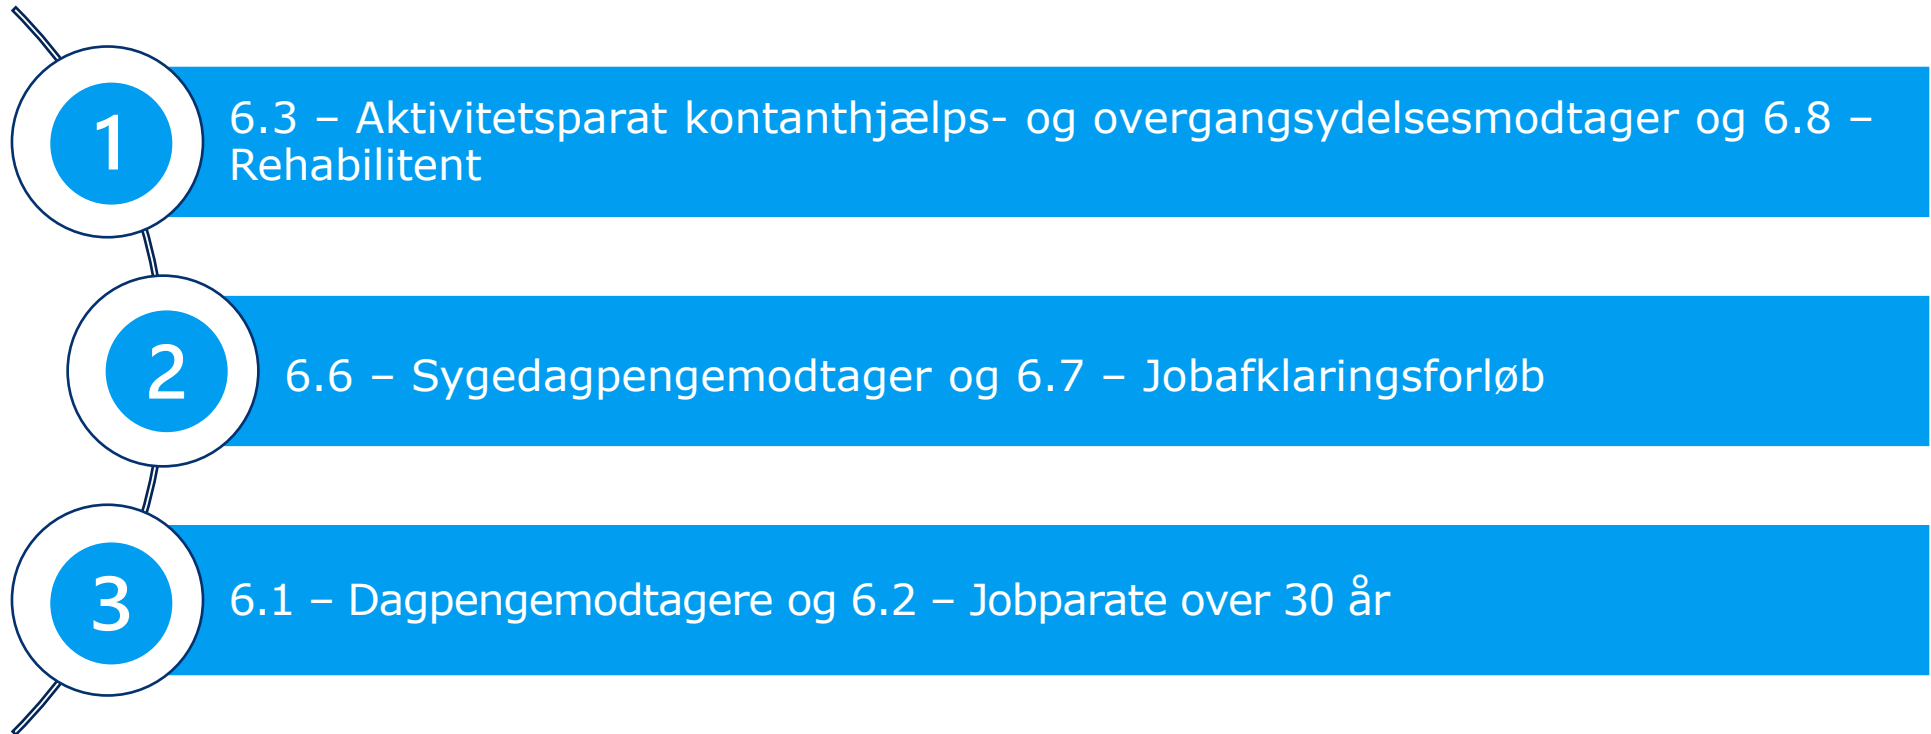 1
6.3 – Aktivitetsparat kontanthjælps- og overgangsydelsesmodtager og 6.8 –
Rehabilitent
2
6.6 – Sygedagpengemodtager og 6.7 – Jobafklaringsforløb
3
6.1 – Dagpengemodtagere og 6.2 – Jobparate over 30 år